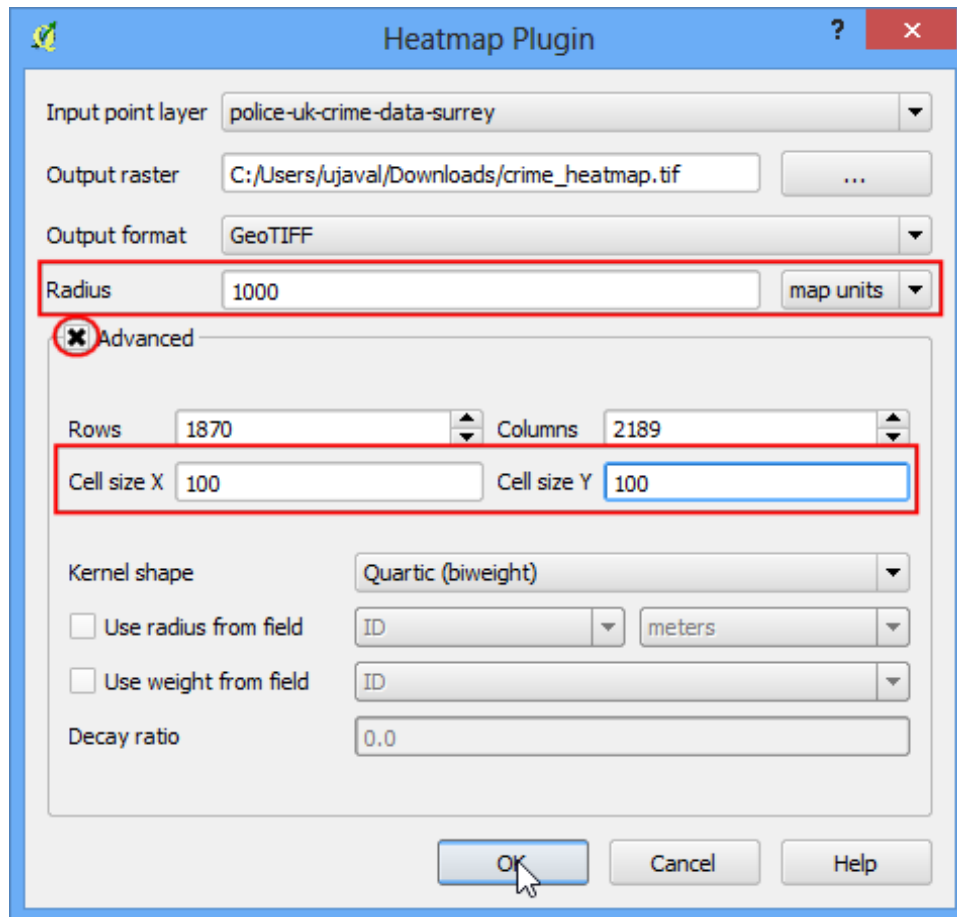 Heatmap Plugin ?
Input point layer police-uk-crime-data-surrey
Output raster C:/Users/ujaval/Downloads/crime_heatmap.tif ...
Output format GeoTIFF
Radius 1000 map units
Advanced
Rows 1870 Columns 2189
Cell size X 100 Cell size Y 100
Kernel shape Quartic (biweight)
Use radius from field ID meters
Use weight from field ID
Decay ratio 0.0
OK Cancel Help